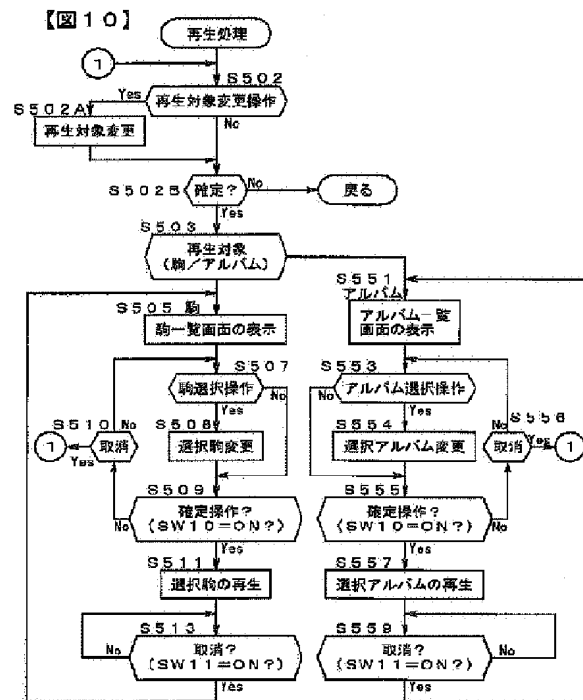 【図10】
再生処理
1
S502
Yes
再生対象変更操作
S502A
再生対象変更
No
S502B
確定?
No
戻る
Yes
S503
再生対象
(駒/アルバム)
S505 駒
駒一覧画面の表示
S507
駒選択操作
No
Yes
S508
選択駒変更
S510
No
取消
Yes
1
S509
確定操作?
(SW10=ON?)
No
Yes
S511
選択駒の再生
S513
取消?
(SW11=ON?)
No
Yes
S551
アルバム
アルバム一覧
画面の表示
S553
アルバム選択操作
No
Yes
S554
選択アルバム変更
S556
No
取消
Yes
1
S555
確定操作?
(SW10=ON?)
No
Yes
S557
選択アルバムの再生
S559
取消?
(SW11=ON?)
No
Yes